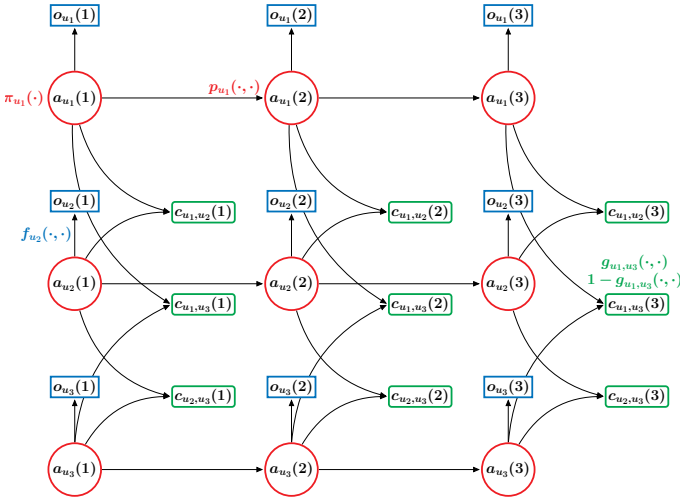 o_{u_1}(1) o_{u_1}(2) o_{u_1}(3)
π_{u_1}(·) a_{u_1}(1) p_{u_1}(·,·) a_{u_1}(2) a_{u_1}(3)
o_{u_2}(1) o_{u_2}(2) o_{u_2}(3)
c_{u_1,u_2}(1) c_{u_1,u_2}(2) c_{u_1,u_2}(3)
f_{u_2}(·,·)
g_{u_1,u_3}(·,·)
1 − g_{u_1,u_3}(·,·)
a_{u_2}(1) a_{u_2}(2) a_{u_2}(3)
c_{u_1,u_3}(1) c_{u_1,u_3}(2) c_{u_1,u_3}(3)
o_{u_3}(1) o_{u_3}(2) o_{u_3}(3)
c_{u_2,u_3}(1) c_{u_2,u_3}(2) c_{u_2,u_3}(3)
a_{u_3}(1) a_{u_3}(2) a_{u_3}(3)